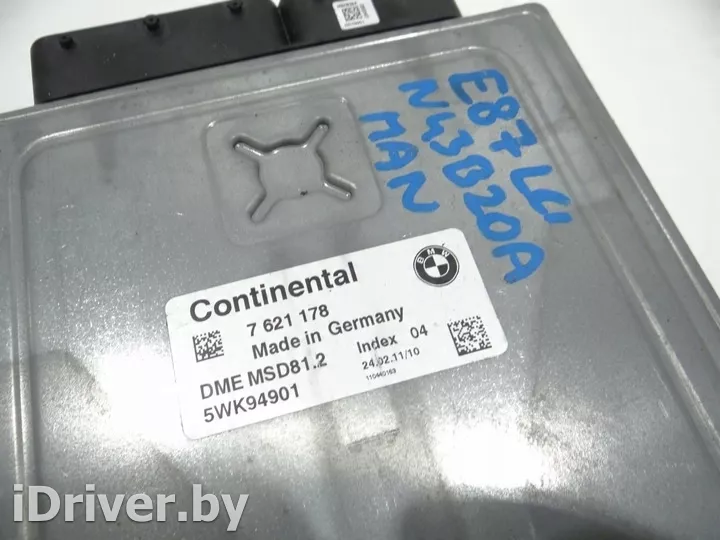 E87 LCI
N43B20A
MAN
BMW
Continental
7 621 178
Made in Germany
DME MSD81.2 Index 04
5WK94901 24.02.11/10
iDriver.by